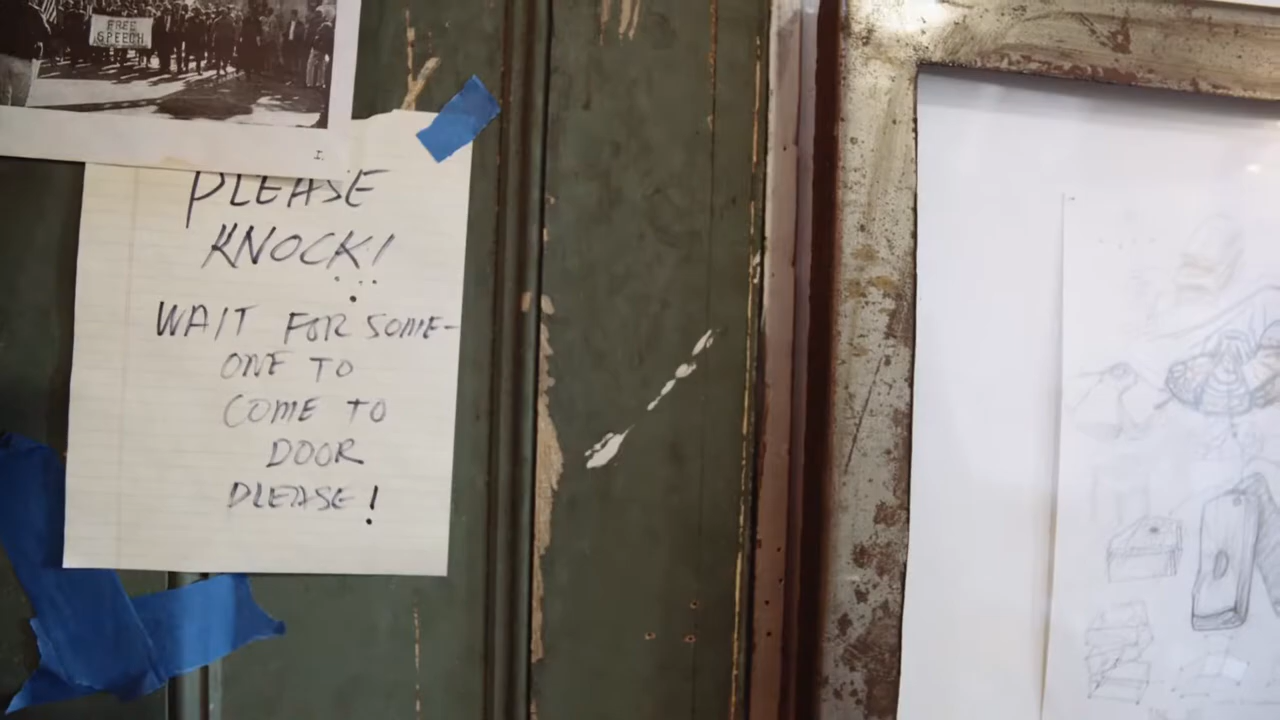 FREE
SPEECH
I.
PLEASE
KNOCK!
WAIT FOR SOME-
ONE TO
COME TO
DOOR
PLEASE!